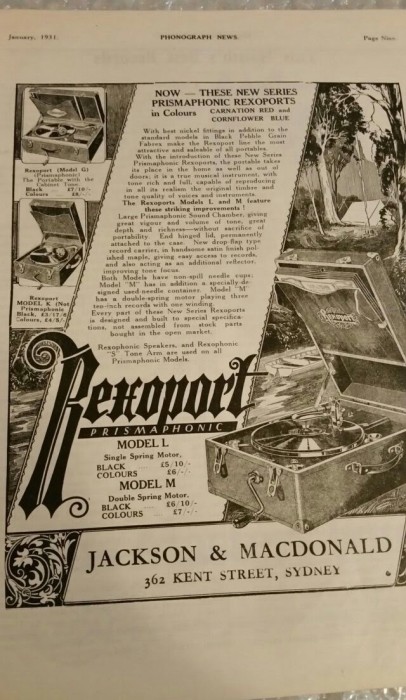 January, 1931.
PHONOGRAPH NEWS
Page Nine
NOW — THESE NEW SERIES
PRISMAPHONIC REXOPORTS
in Colours CARNATION RED and
CORNFLOWER BLUE
With best nickel fittings in addition to the
standard models in Black Pebble Grain
Fabrex make the Rexoport line the most
attractive and saleable of all portables.
With the introduction of these New Series
Prismaphonic Rexoports, the portable takes
its place in the home as well as out of
doors; it is a true musical instrument, with
tone rich and full, capable of reproducing
in all its realism the original timbre and
tone quality of voices and instruments.
The Rexoports Models L and M feature
these striking improvements!
Large Prismaphonic Sound Chamber, giving
great vigour and volume of tone, great
depth and richness—without sacrifice of
portability. End hinged lid, permanently
attached to the case. New drop-flap type
record carrier, in handsome satin finish pol-
ished maple, giving easy access to records,
and also acting as an additional reflector,
improving tone focus.
Both Models have non-spill needle cups;
Model "M" has in addition a specially-de-
signed used needle container. Model "M"
has a double-spring motor playing three
ten-inch records with one winding.
Every part of these New Series Rexoports
is designed and built to special specifica-
tions, not assembled from stock parts
bought in the open market.
Rexophonic Speakers, and Rexophonic
"S" Tone Arm are used on all
Prismaphonic Models.
Rexoport (Model G)
(Prismaphonic)
The Portable with the
Cabinet Tone.
Black
Colours
Rexoport
MODEL K (Not
Prismaphonic)
Black, £3/17/6
Colours, £4/5/-
Rexoport
PRISMAPHONIC
MODEL L
Single Spring Motor,
BLACK £5/10/-
COLOURS £6/-/-
MODEL M
Double Spring Motor,
BLACK £6/10/-
COLOURS £7/-/-
Rexoport
JACKSON & MACDONALD
362 KENT STREET, SYDNEY
6